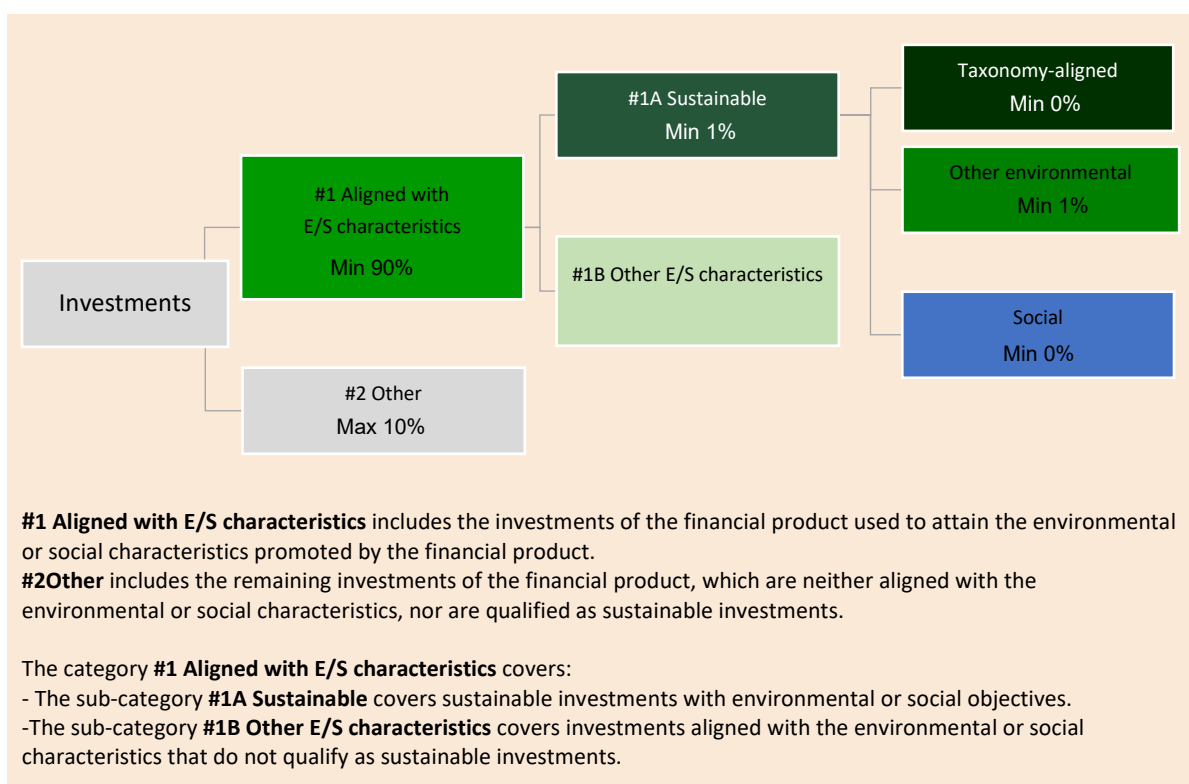 Investments
#1 Aligned with
E/S characteristics
Min 90%
#2 Other
Max 10%
#1A Sustainable
Min 1%
#1B Other E/S characteristics
Taxonomy-aligned
Min 0%
Other environmental
Min 1%
Social
Min 0%
#1 Aligned with E/S characteristics includes the investments of the financial product used to attain the environmental
or social characteristics promoted by the financial product.
#2Other includes the remaining investments of the financial product, which are neither aligned with the
environmental or social characteristics, nor are qualified as sustainable investments.
The category #1 Aligned with E/S characteristics covers:
- The sub-category #1A Sustainable covers sustainable investments with environmental or social objectives.
-The sub-category #1B Other E/S characteristics covers investments aligned with the environmental or social
characteristics that do not qualify as sustainable investments.